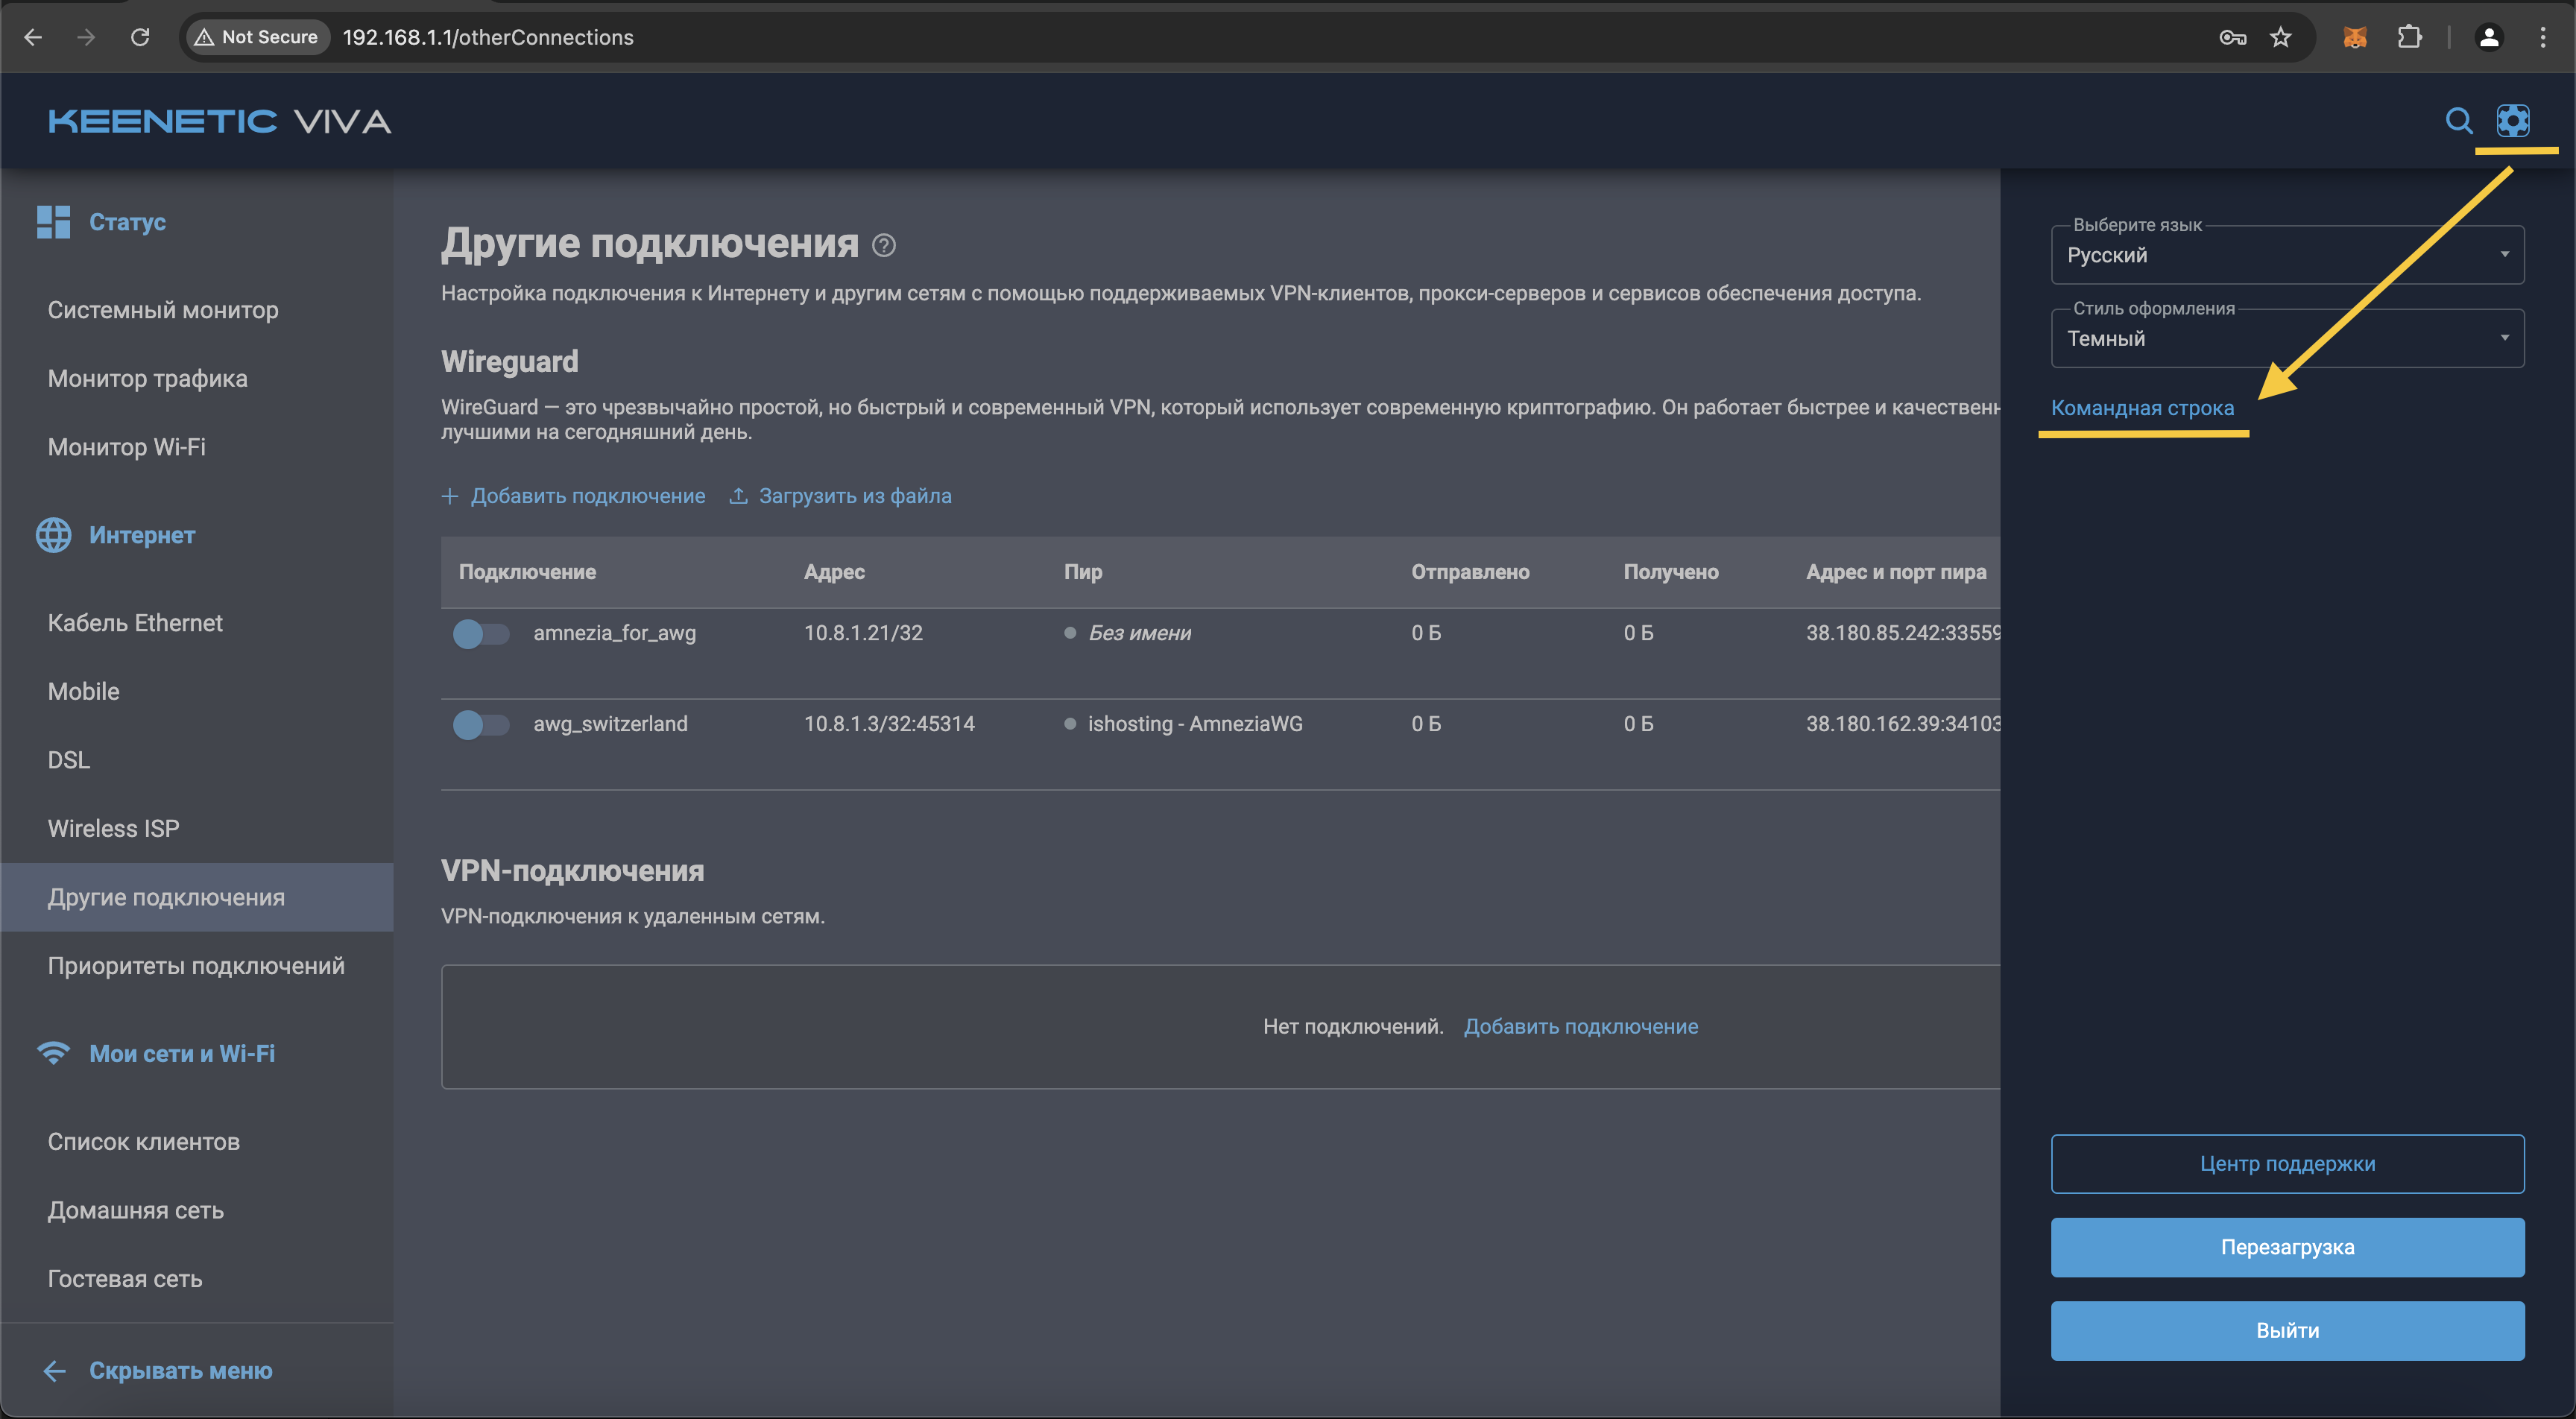 Not Secure 192.168.1.1/otherConnections
KEENETIC VIVA
Статус
Системный монитор
Монитор трафика
Монитор Wi-Fi
Интернет
Кабель Ethernet
Mobile
DSL
Wireless ISP
Другие подключения
Приоритеты подключений
Мои сети и Wi-Fi
Список клиентов
Домашняя сеть
Гостевая сеть
Скрывать меню
Другие подключения ?
Настройка подключения к Интернету и другим сетям с помощью поддерживаемых VPN-клиентов, прокси-серверов и сервисов обеспечения доступа.
Wireguard
WireGuard — это чрезвычайно простой, но быстрый и современный VPN, который использует современную криптографию. Он работает быстрее и качественн
лучшими на сегодняшний день.
+ Добавить подключение Загрузить из файла
Подключение Адрес Пир Отправлено Получено Адрес и порт пира
amnezia_for_awg 10.8.1.21/32 Без имени 0 Б 0 Б 38.180.85.242:33559
awg_switzerland 10.8.1.3/32:45314 ishosting - AmneziaWG 0 Б 0 Б 38.180.162.39:34103
VPN-подключения
VPN-подключения к удаленным сетям.
Нет подключений. Добавить подключение
Выберите язык
Русский
Стиль оформления
Темный
Командная строка
Центр поддержки
Перезагрузка
Выйти